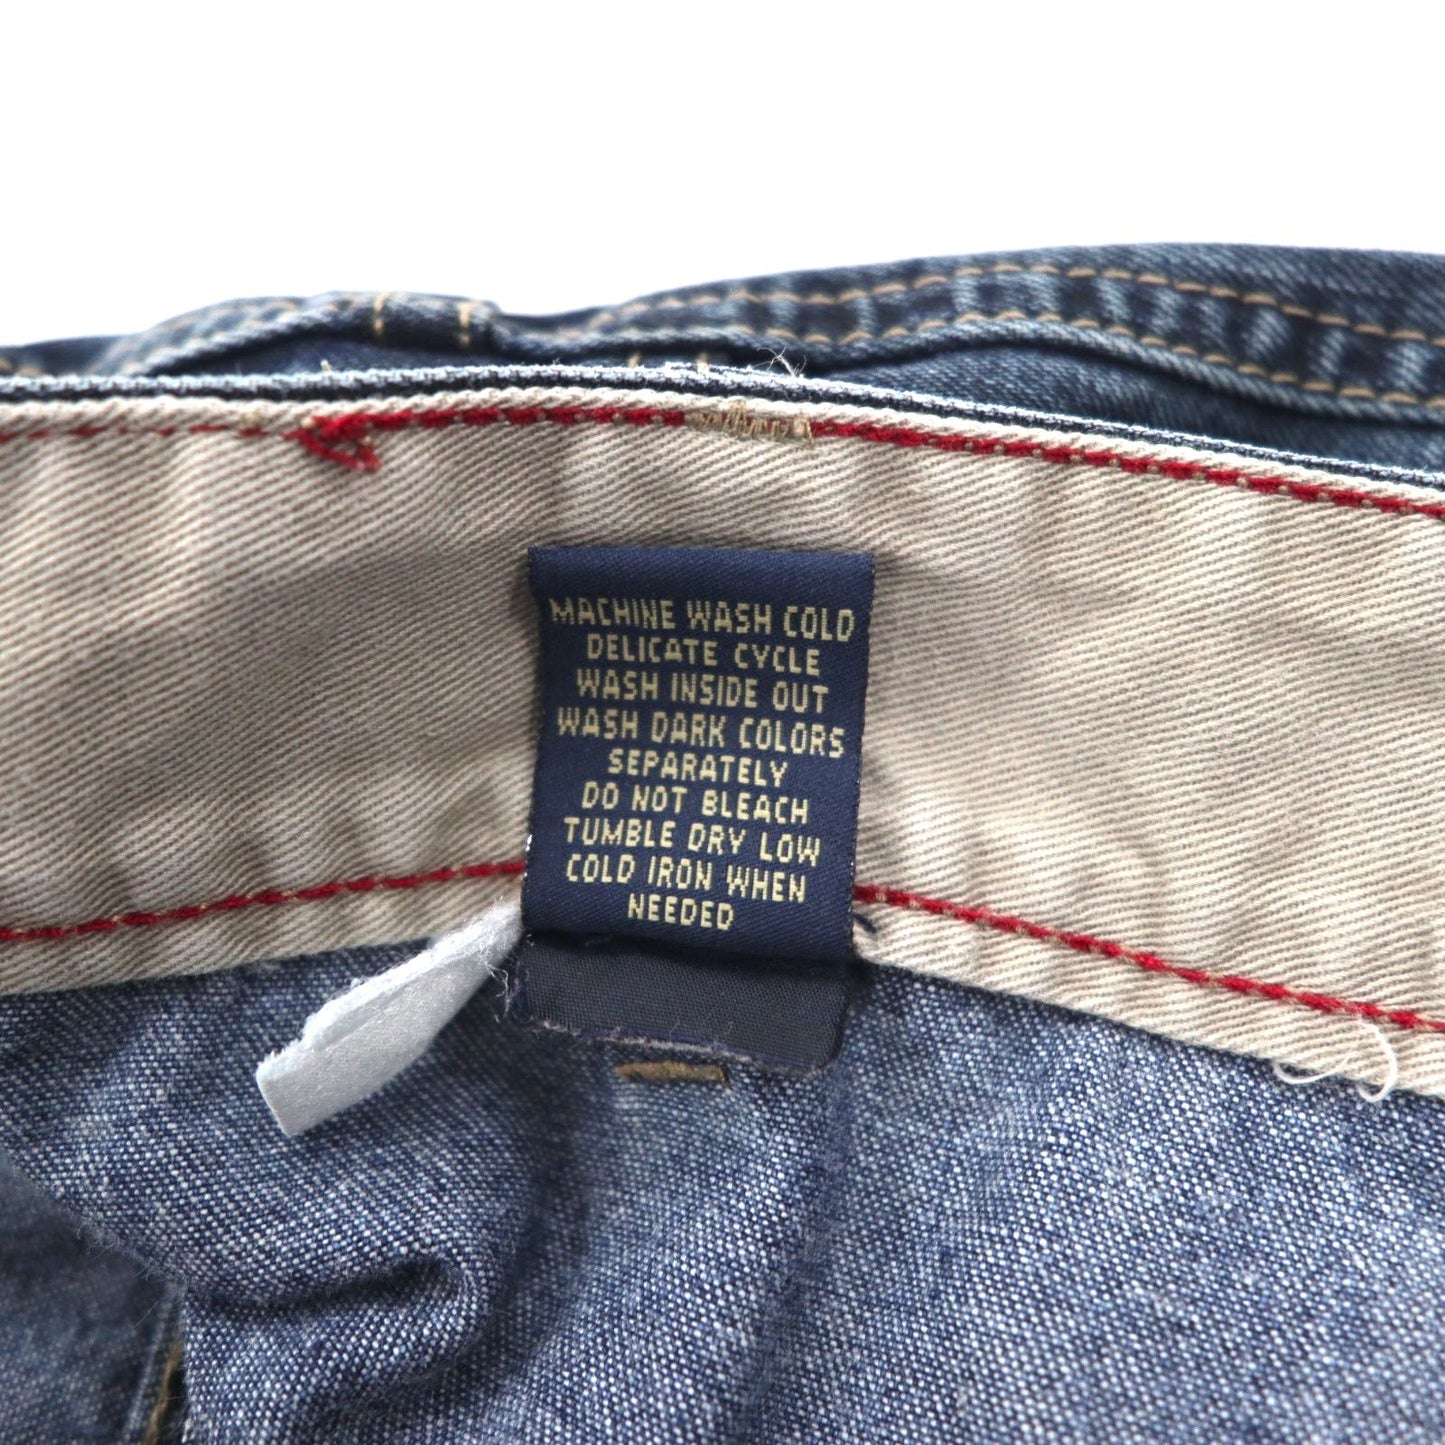 MACHINE WASH COLD
DELICATE CYCLE
WASH INSIDE OUT
WASH DARK COLORS
SEPARATELY
DO NOT BLEACH
TUMBLE DRY LOW
COLD IRON WHEN
NEEDED